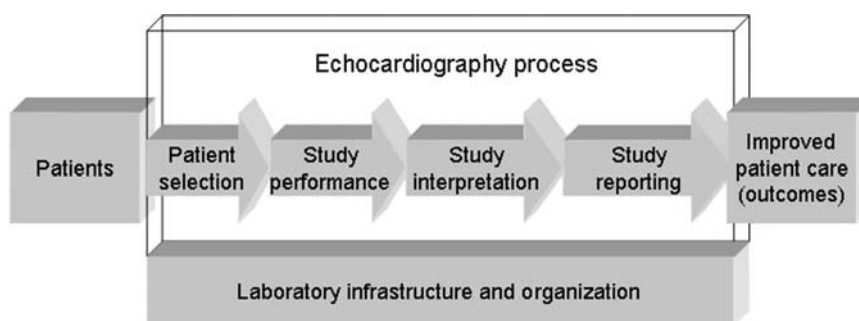 Echocardiography process
Patients
Patient
selection
Study
performance
Study
interpretation
Study
reporting
Improved
patient care
(outcomes)
Laboratory infrastructure and organization